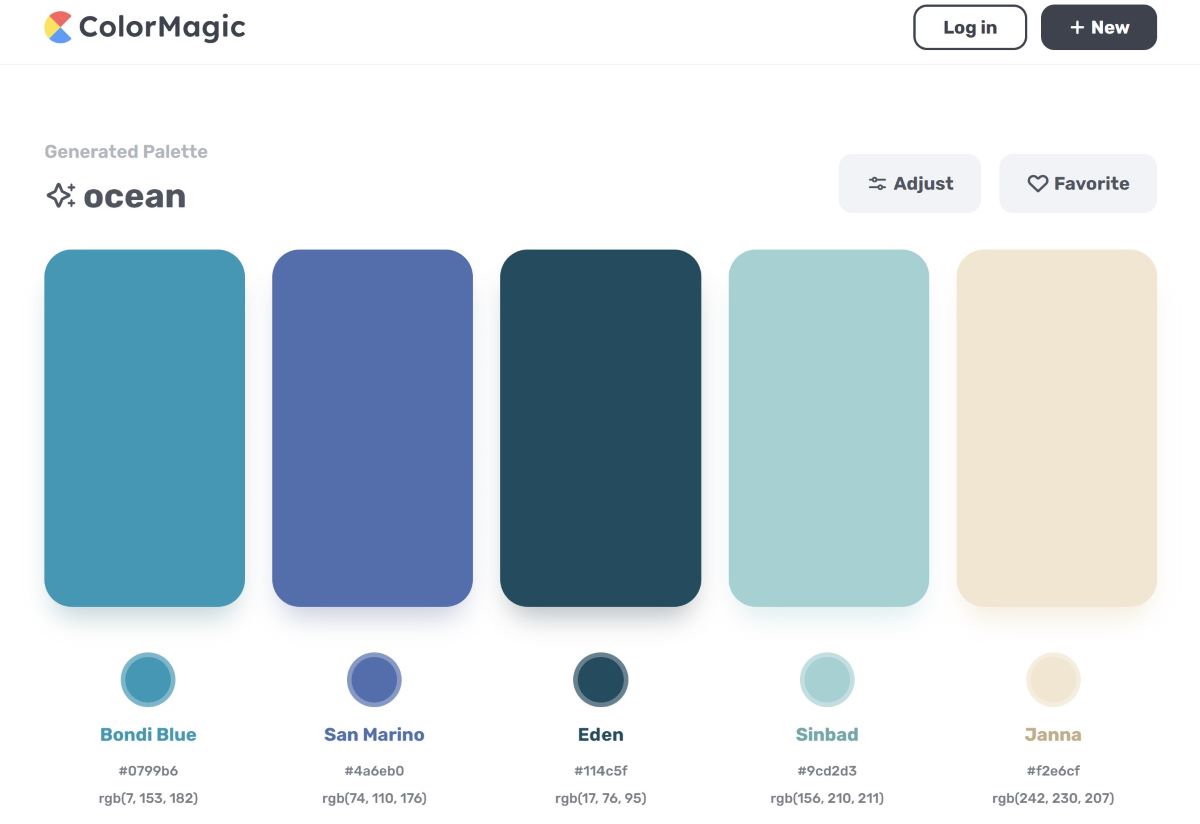 ColorMagic
Log in
+ New
Generated Palette
ocean
Adjust
Favorite
Bondi Blue
San Marino
Eden
Sinbad
Janna
#0799b6
#4a6eb0
#114c5f
#9cd2d3
#f2e6cf
rgb(7, 153, 182)
rgb(74, 110, 176)
rgb(17, 76, 95)
rgb(156, 210, 211)
rgb(242, 230, 207)